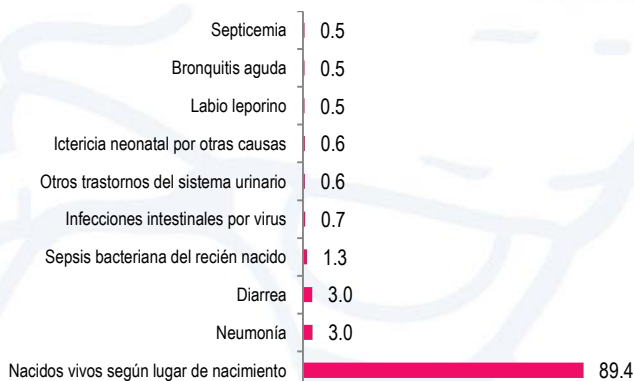 Septicemia 0.5
Bronquitis aguda 0.5
Labio leporino 0.5
Ictericia neonatal por otras causas 0.6
Otros trastornos del sistema urinario 0.6
Infecciones intestinales por virus 0.7
Sepsis bacteriana del recién nacido 1.3
Diarrea 3.0
Neumonía 3.0
Nacidos vivos según lugar de nacimiento 89.4